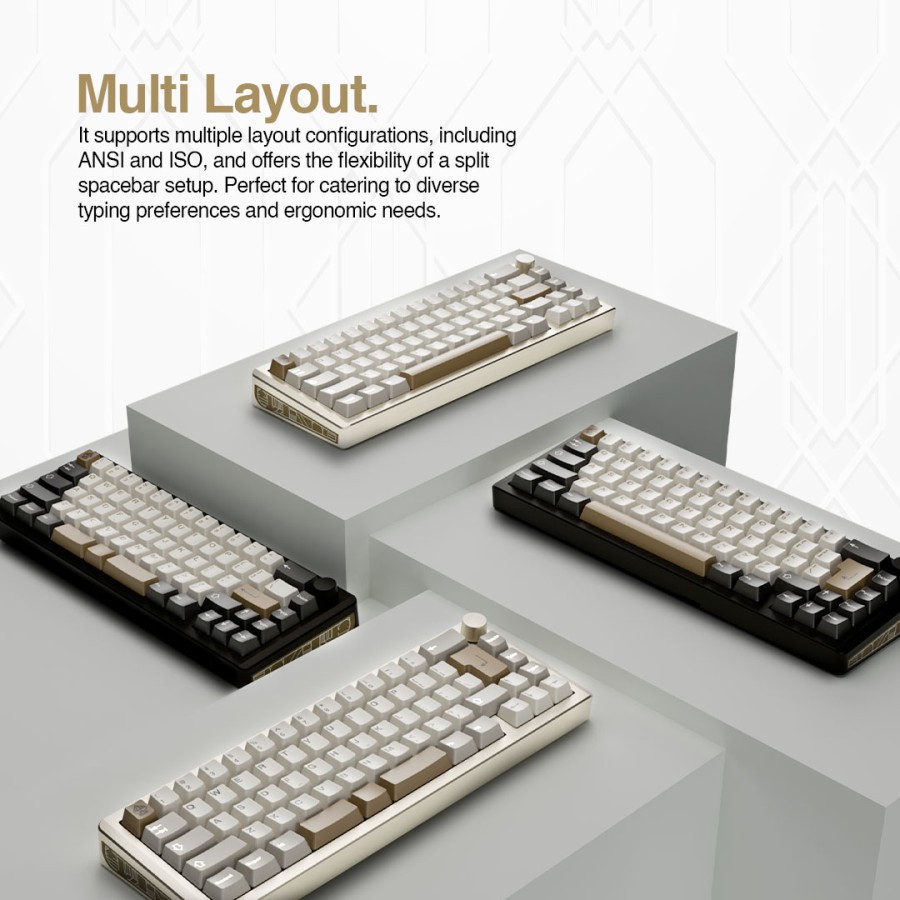 Multi Layout.
It supports multiple layout configurations, including
ANSI and ISO, and offers the flexibility of a split
spacebar setup. Perfect for catering to diverse
typing preferences and ergonomic needs.